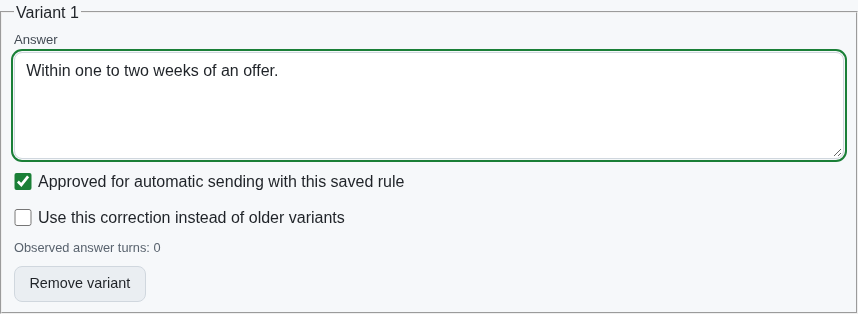 Variant 1
Answer
Within one to two weeks of an offer.
Approved for automatic sending with this saved rule
Use this correction instead of older variants
Observed answer turns: 0
Remove variant